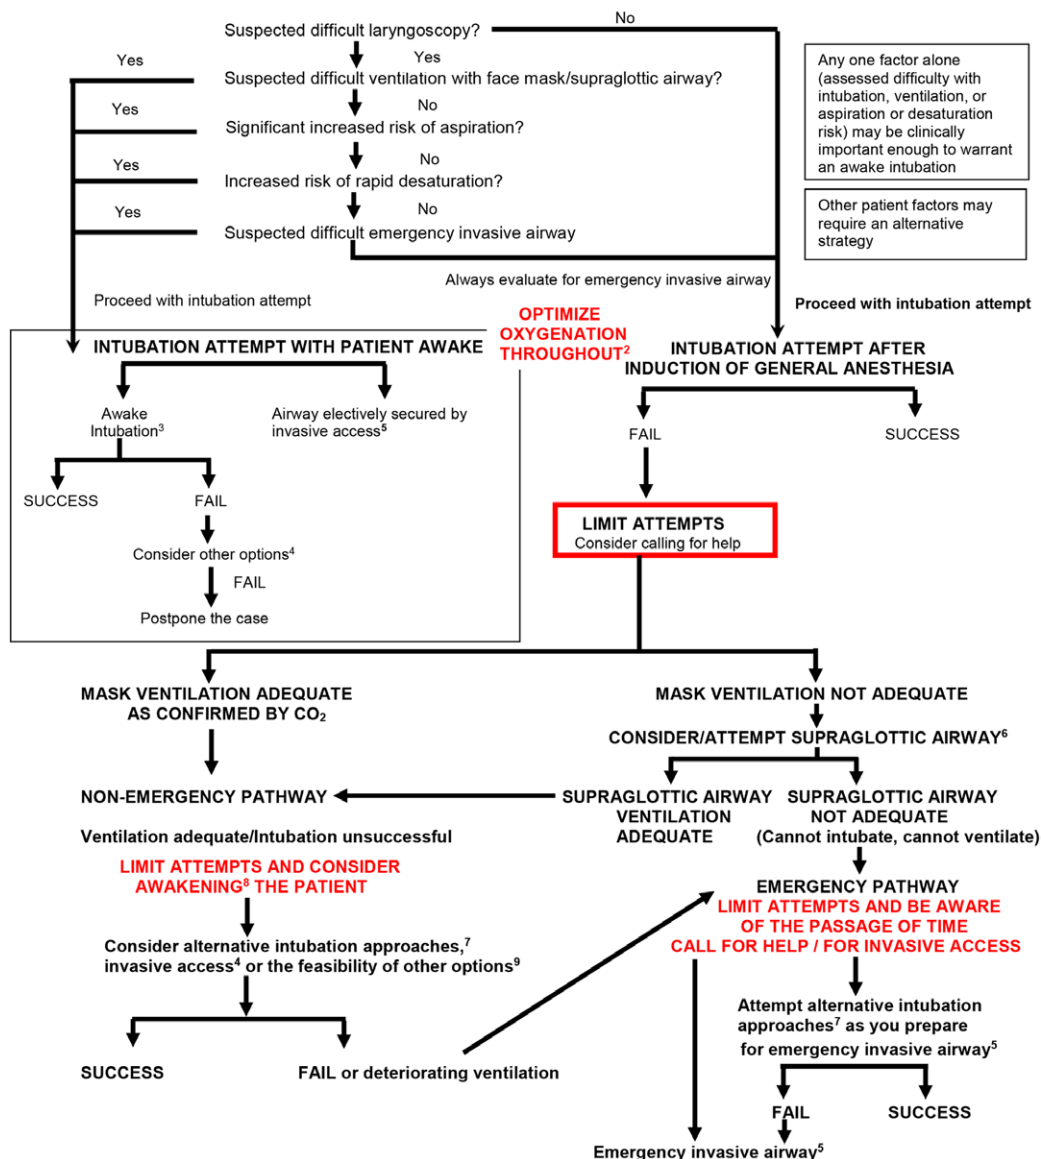 No
Suspected difficult laryngoscopy?
Yes
Yes
Suspected difficult ventilation with face mask/supraglottic airway?
Yes
No
Significant increased risk of aspiration?
Yes
No
Increased risk of rapid desaturation?
Yes
No
Suspected difficult emergency invasive airway
Any one factor alone
(assessed difficulty with
intubation, ventilation, or
aspiration or desaturation
risk) may be clinically
important enough to warrant
an awake intubation
Other patient factors may
require an alternative
strategy
Always evaluate for emergency invasive airway
Proceed with intubation attempt
Proceed with intubation attempt
OPTIMIZE
OXYGENATION
THROUGHOUT²
INTUBATION ATTEMPT WITH PATIENT AWAKE
Awake
Intubation³
Airway electively secured by
invasive access⁵
SUCCESS
FAIL
Consider other options⁴
FAIL
Postpone the case
INTUBATION ATTEMPT AFTER
INDUCTION OF GENERAL ANESTHESIA
FAIL
SUCCESS
LIMIT ATTEMPTS
Consider calling for help
MASK VENTILATION ADEQUATE
AS CONFIRMED BY CO₂
MASK VENTILATION NOT ADEQUATE
CONSIDER/ATTEMPT SUPRAGLOTTIC AIRWAY⁶
NON-EMERGENCY PATHWAY
SUPRAGLOTTIC AIRWAY
VENTILATION
ADEQUATE
SUPRAGLOTTIC AIRWAY
NOT ADEQUATE
(Cannot intubate, cannot ventilate)
Ventilation adequate/Intubation unsuccessful
LIMIT ATTEMPTS AND CONSIDER
AWAKENING⁸ THE PATIENT
Consider alternative intubation approaches,⁷
invasive access⁴ or the feasibility of other options⁹
SUCCESS
FAIL or deteriorating ventilation
EMERGENCY PATHWAY
LIMIT ATTEMPTS AND BE AWARE
OF THE PASSAGE OF TIME
CALL FOR HELP / FOR INVASIVE ACCESS
Attempt alternative intubation
approaches⁷ as you prepare
for emergency invasive airway⁵
FAIL
SUCCESS
Emergency invasive airway⁵